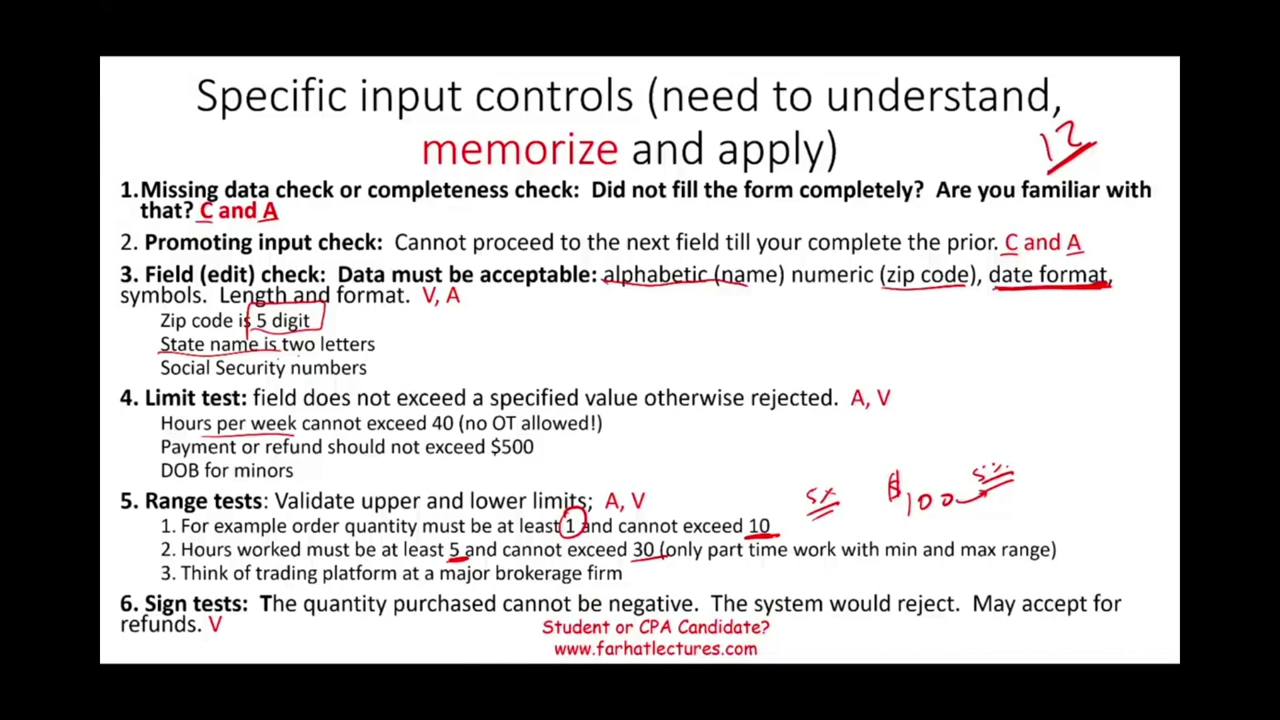 Specific input controls (need to understand,
memorize and apply)
12
1.Missing data check or completeness check: Did not fill the form completely? Are you familiar with
that? C and A
2. Promoting input check: Cannot proceed to the next field till your complete the prior. C and A
3. Field (edit) check: Data must be acceptable: alphabetic (name) numeric (zip code), date format,
symbols. Length and format. V, A
Zip code is 5 digit
State name is two letters
Social Security numbers
4. Limit test: field does not exceed a specified value otherwise rejected. A, V
Hours per week cannot exceed 40 (no OT allowed!)
Payment or refund should not exceed $500
DOB for minors
5. Range tests: Validate upper and lower limits; A, V
$100
1. For example order quantity must be at least 1 and cannot exceed 10
2. Hours worked must be at least 5 and cannot exceed 30 (only part time work with min and max range)
3. Think of trading platform at a major brokerage firm
6. Sign tests: The quantity purchased cannot be negative. The system would reject. May accept for
refunds. V
Student or CPA Candidate?
www.farhatlectures.com